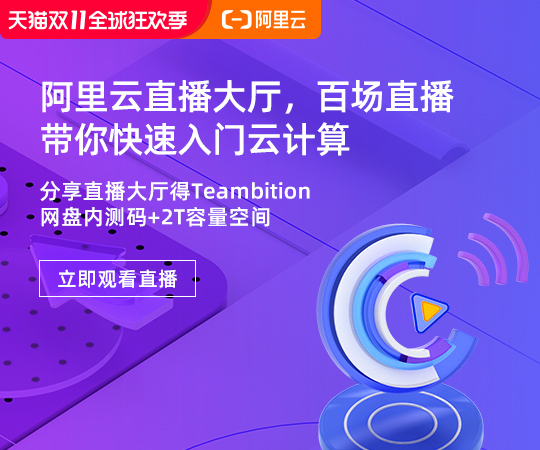 天猫双11全球狂欢季
阿里云
阿里云直播大厅，百场直播
带你快速入门云计算
分享直播大厅得Teambition
网盘内测码+2T容量空间
立即观看直播